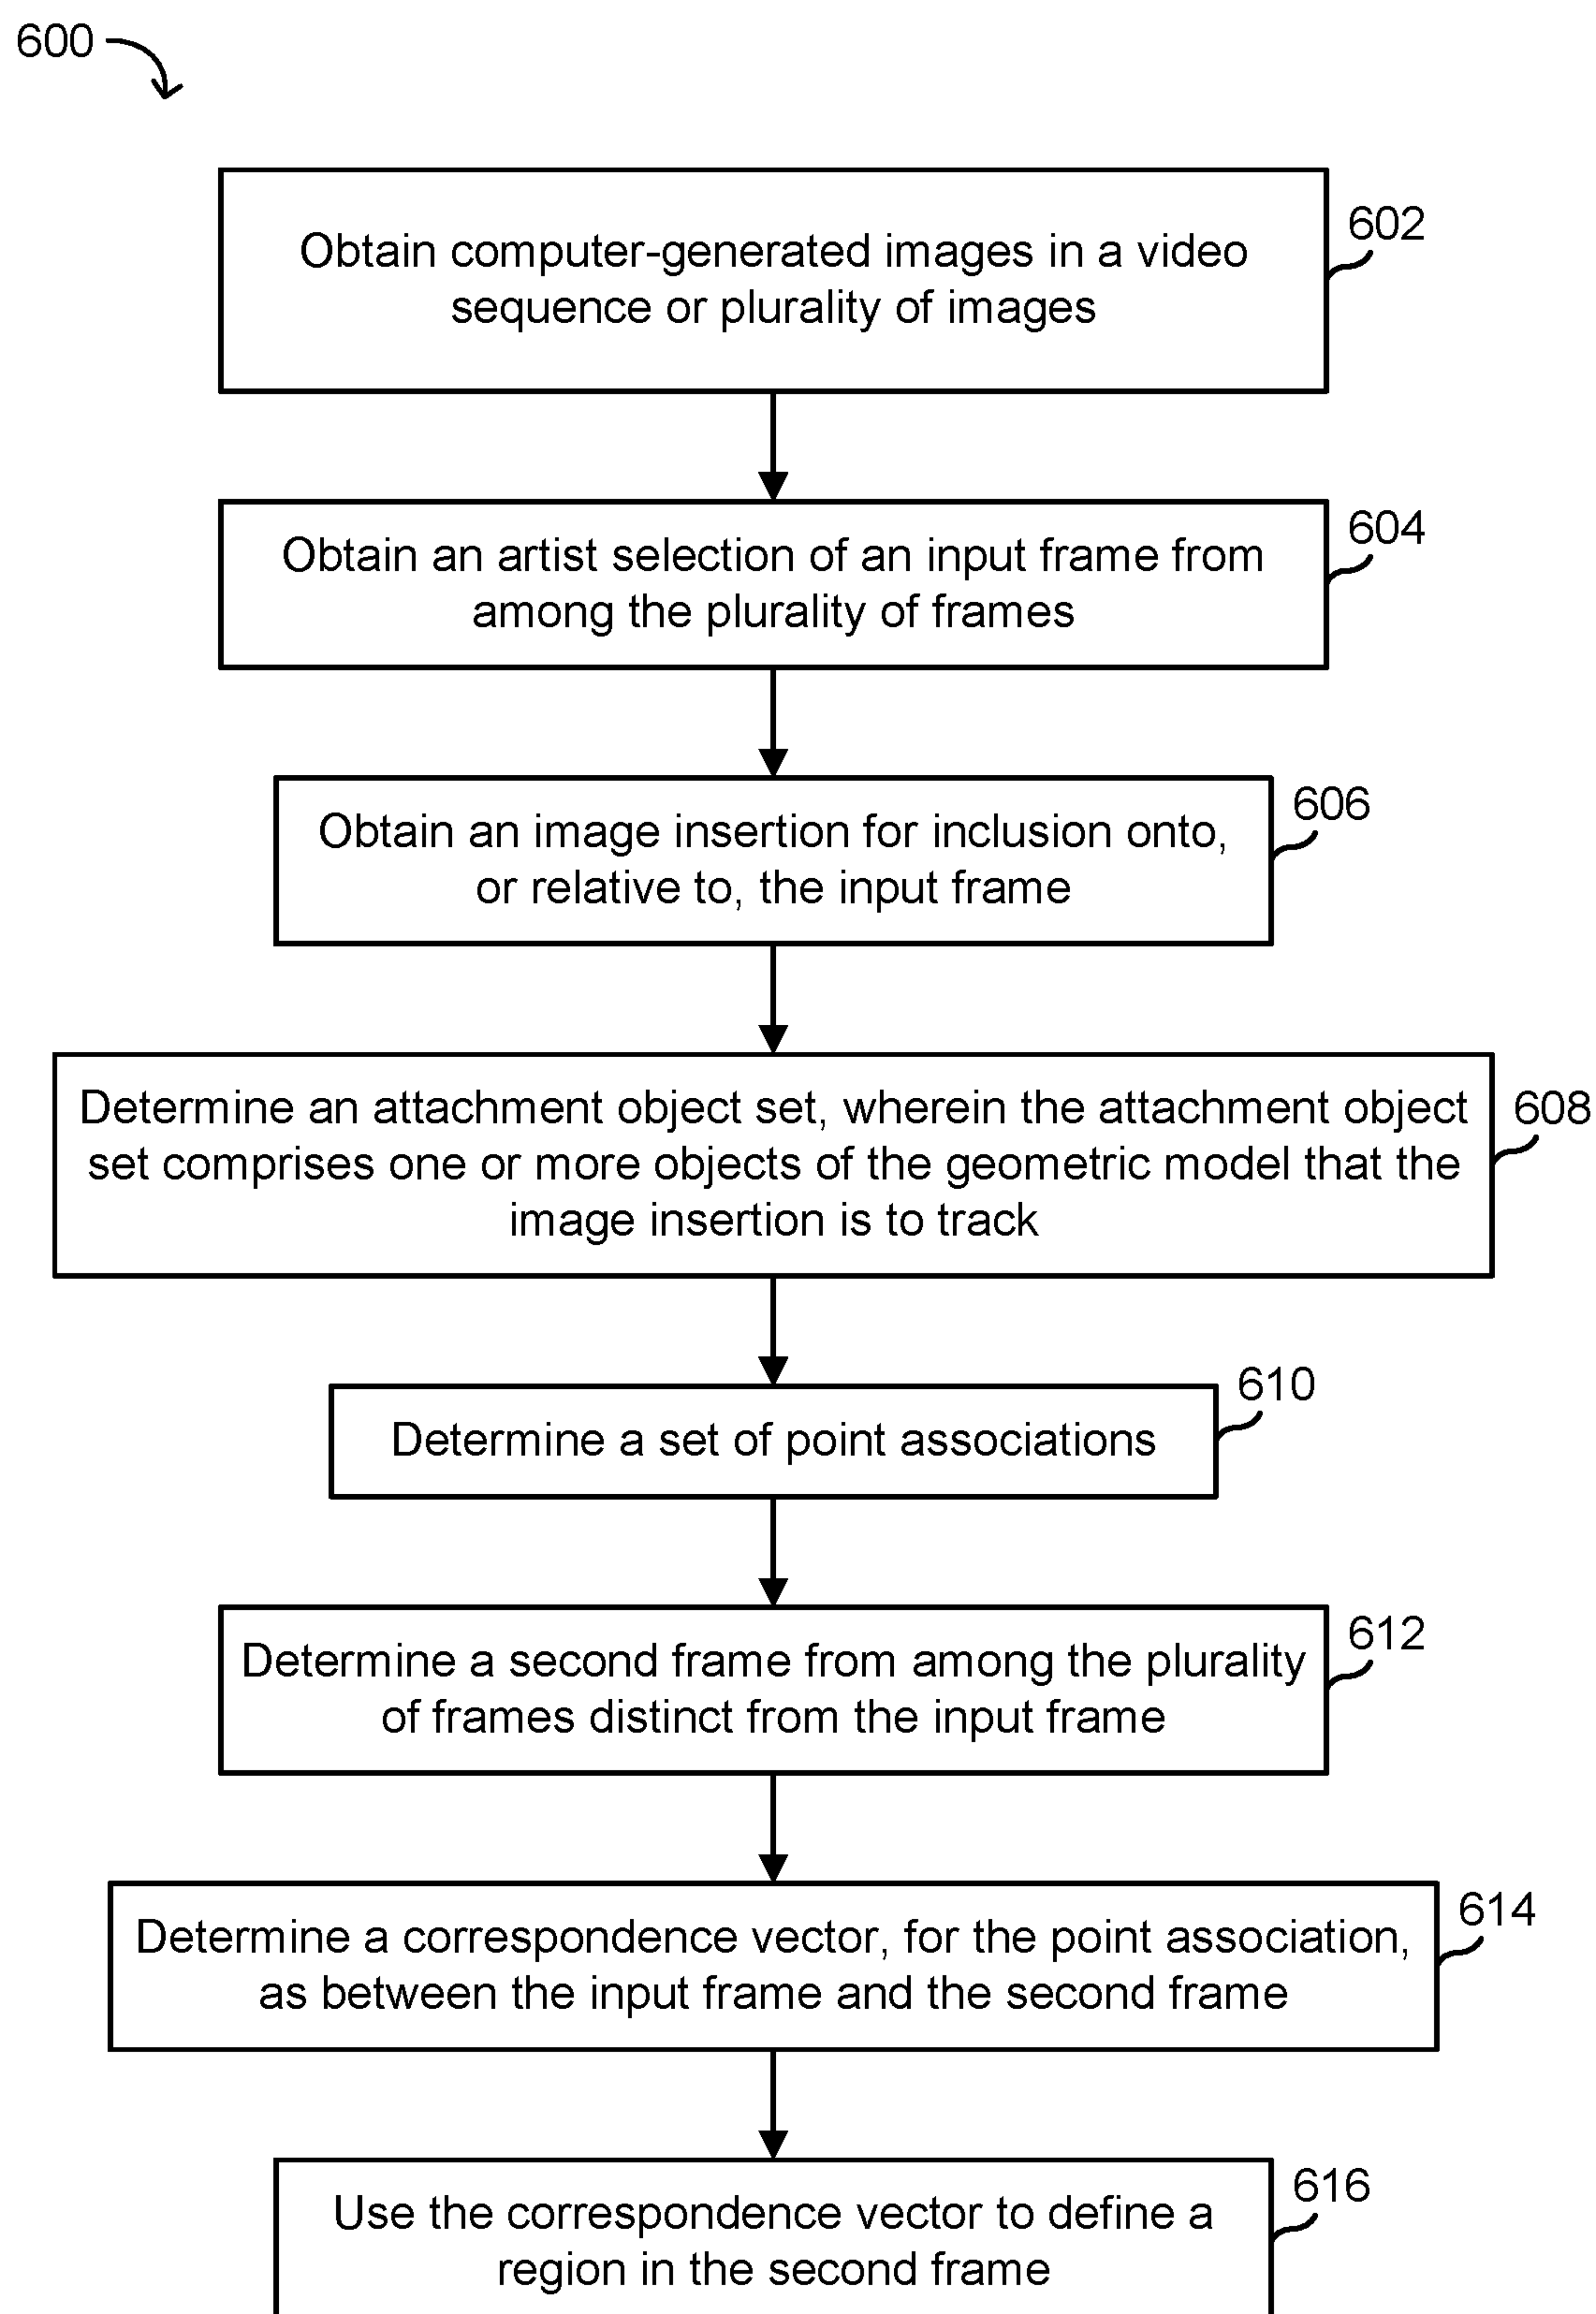 600
Obtain computer-generated images in a video
sequence or plurality of images
602
Obtain an artist selection of an input frame from
among the plurality of frames
604
Obtain an image insertion for inclusion onto,
or relative to, the input frame
606
Determine an attachment object set, wherein the attachment object
set comprises one or more objects of the geometric model that the
image insertion is to track
608
Determine a set of point associations
610
Determine a second frame from among the plurality
of frames distinct from the input frame
612
Determine a correspondence vector, for the point association,
as between the input frame and the second frame
614
Use the correspondence vector to define a
region in the second frame
616